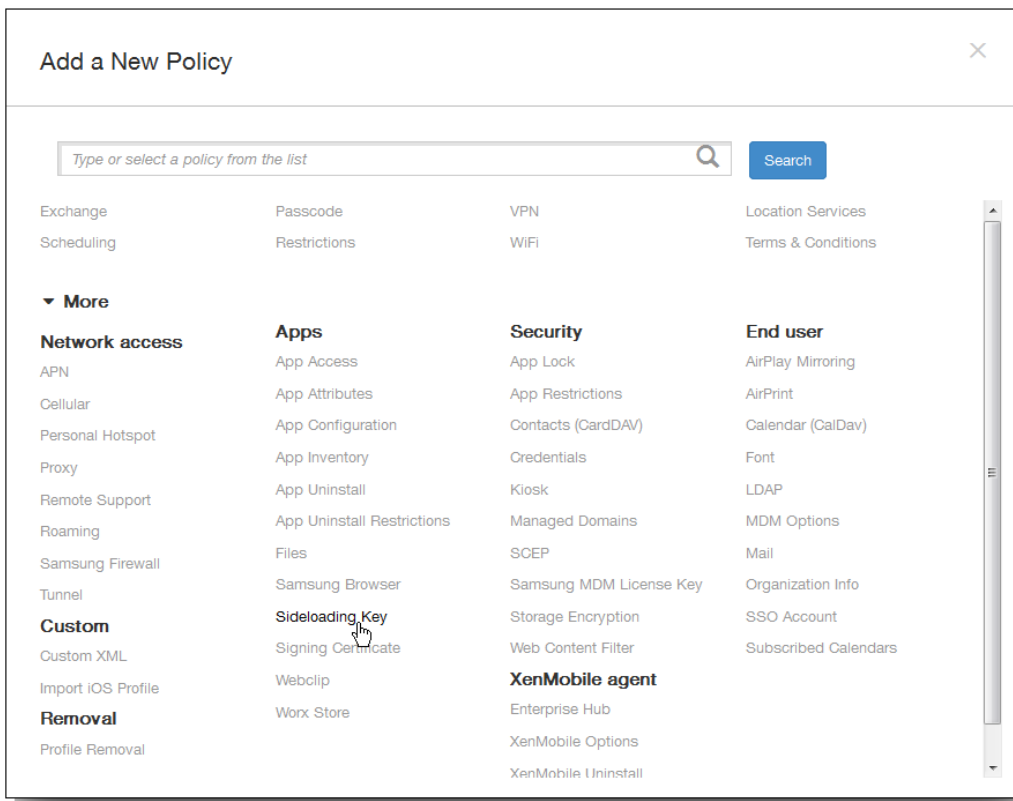 Add a New Policy
Type or select a policy from the list
Search
Exchange
Passcode
VPN
Location Services
Scheduling
Restrictions
WiFi
Terms & Conditions
More
Network access
APN
Cellular
Personal Hotspot
Proxy
Remote Support
Roaming
Samsung Firewall
Tunnel
Custom
Custom XML
Import iOS Profile
Removal
Profile Removal
Apps
App Access
App Attributes
App Configuration
App Inventory
App Uninstall
App Uninstall Restrictions
Files
Samsung Browser
Sideloading Key
Signing Certificate
Webclip
Worx Store
Security
App Lock
App Restrictions
Contacts (CardDAV)
Credentials
Kiosk
Managed Domains
SCEP
Samsung MDM License Key
Storage Encryption
Web Content Filter
XenMobile agent
Enterprise Hub
XenMobile Options
XenMobile Uninstall
End user
AirPlay Mirroring
AirPrint
Calendar (CalDav)
Font
LDAP
MDM Options
Mail
Organization Info
SSO Account
Subscribed Calendars